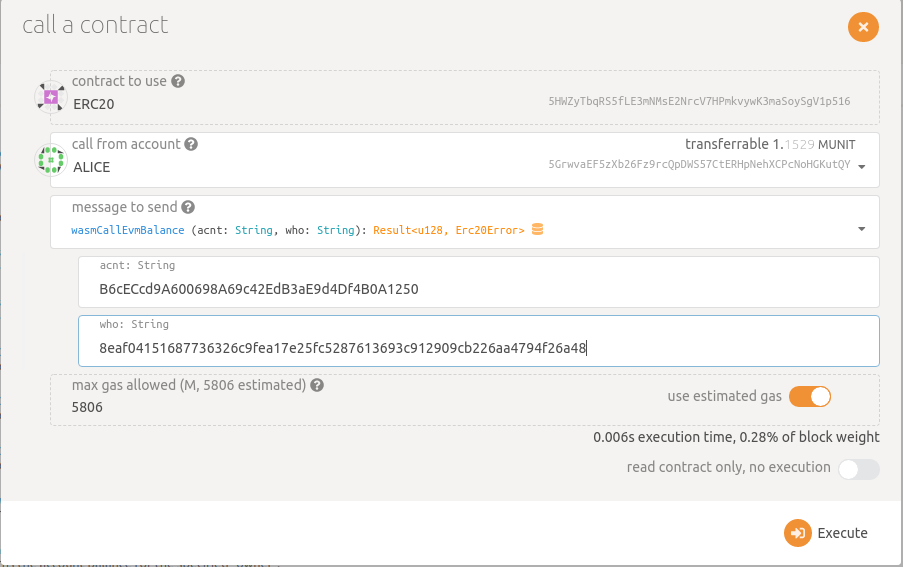 call a contract
contract to use ?
ERC20
5HWZyTbqRS5fLE3mNMsE2NrcV7HPmkvywK3maSoySgV1p516
call from account ?
transferrable 1.1529 MUNIT
ALICE
5GrwvaEF5zXb26Fz9rcQpDWS57CtERHpNehXCPcNoHGKutQY
message to send ?
wasmCallEvmBalance (acnt: String, who: String): Result<u128, Erc20Error>
acnt: String
B6cECcd9A600698A69c42EdB3aE9d4Df4B0A1250
who: String
8eaf04151687736326c9fea17e25fc5287613693c912909cb226aa4794f26a48
max gas allowed (M, 5806 estimated) ?
5806
use estimated gas
0.006s execution time, 0.28% of block weight
read contract only, no execution
Execute